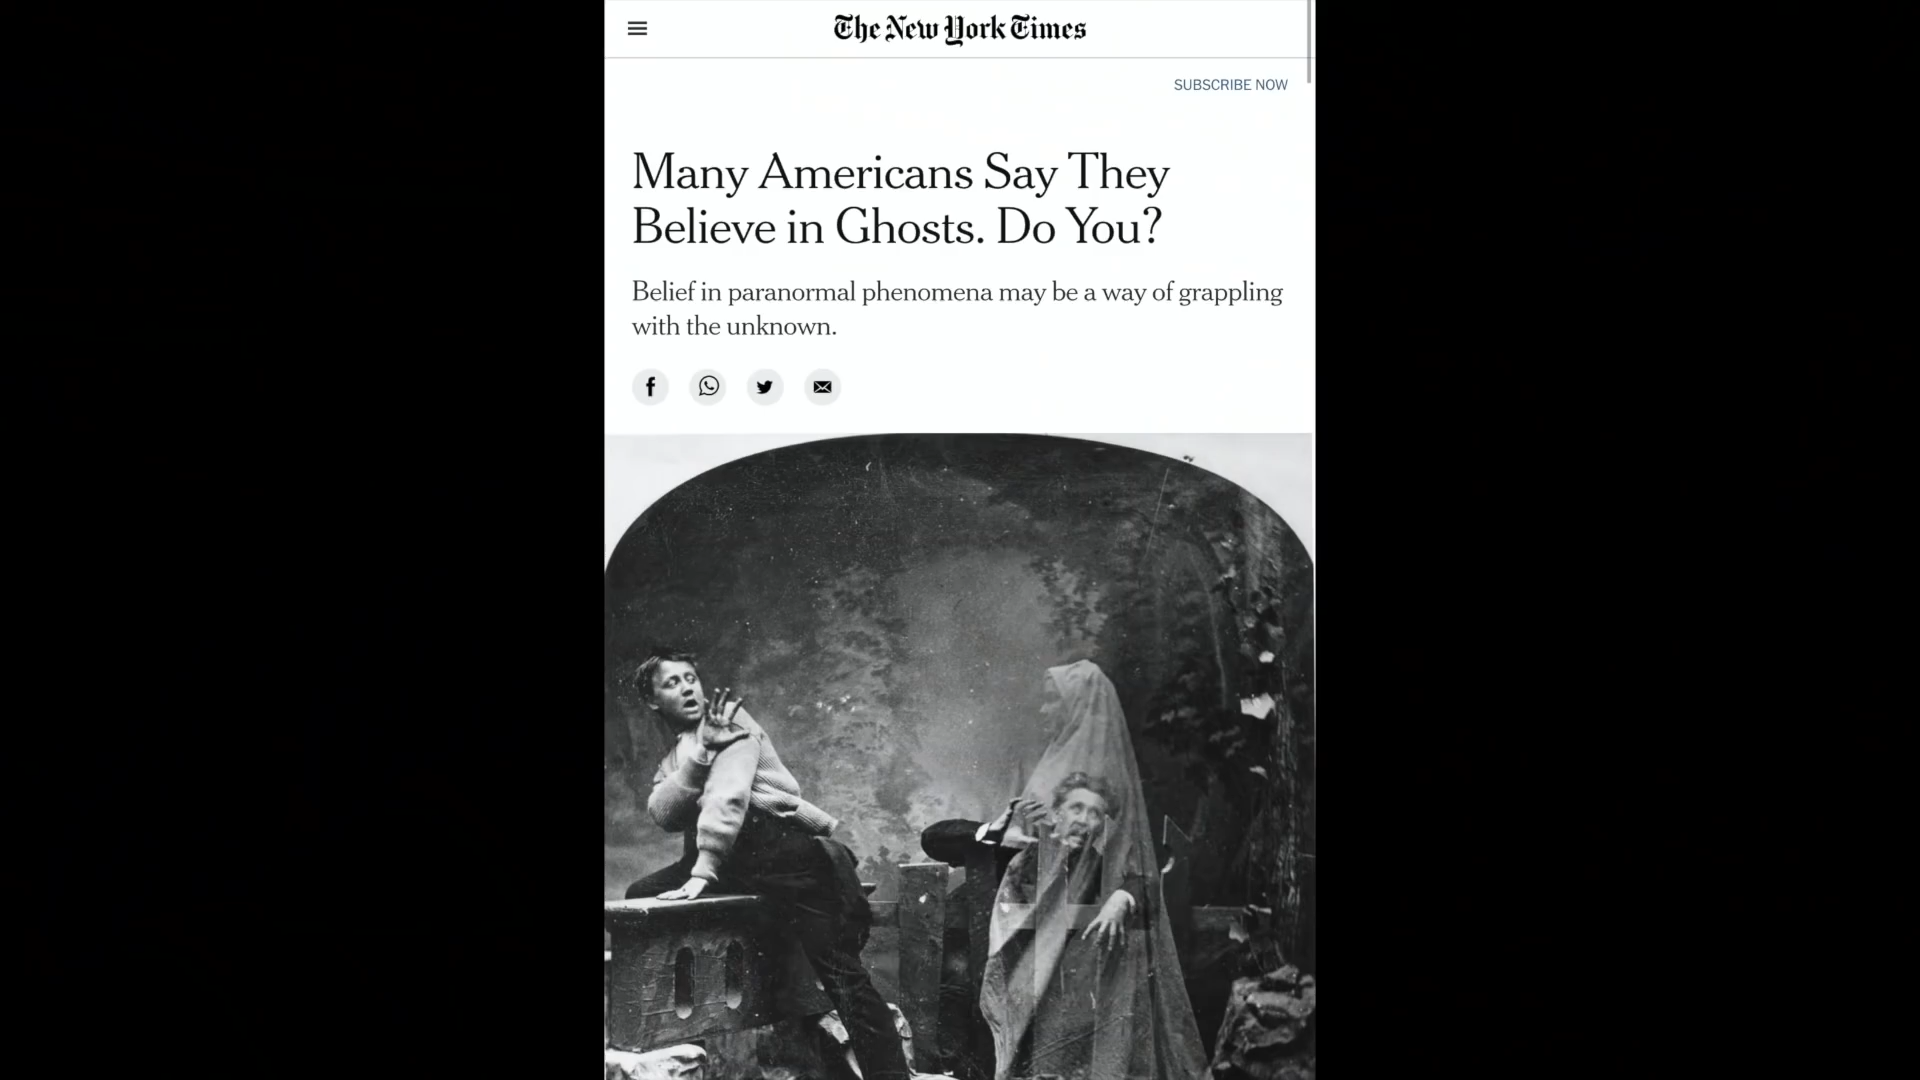 The New York Times
SUBSCRIBE NOW
Many Americans Say They
Believe in Ghosts. Do You?
Belief in paranormal phenomena may be a way of grappling
with the unknown.